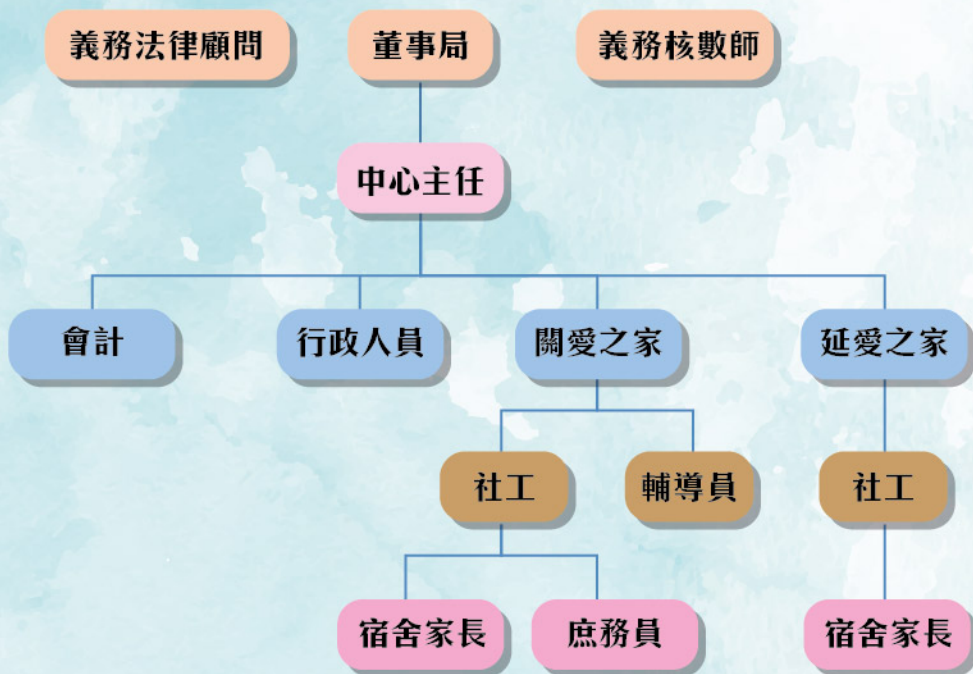 義務法律顧問
董事局
義務核數師
中心主任
會計
行政人員
關愛之家
延愛之家
社工
輔導員
社工
宿舍家長
庶務員
宿舍家長